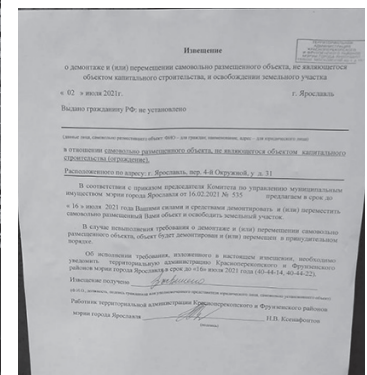 Извещение
о демонтаже и (или) перемещении самовольно размещенного объекта, не являющегося
объектом капитального строительства, и освобождении земельного участка
« 02 » июля 2021г. г. Ярославль
Выдано гражданину РФ: не установлено
в отношении самовольно размещенного объекта, не являющегося объектом капитального
строительства (ограждение),
Расположенного по адресу: г. Ярославль, пер. 4-й Окружной, у д. 31
В соответствии с приказом председателя Комитета по управлению муниципальным
имуществом мэрии города Ярославля от 16.02.2021 № 535 предлагаем в срок до
« 16 » июля 2021 года Вашими силами и средствами демонтировать и (или) переместить
самовольно размещенный Вами объект и освободить земельный участок.
В случае невыполнения требования о демонтаже и (или) перемещении самовольно
размещенного объекта, объект будет демонтирован и (или) перемещен в принудительном
порядке.
Об исполнении требования, изложенного в настоящем извещении, необходимо
уведомить территориальную администрацию Красноперекопского и Фрунзенского
районов мэрии города Ярославля в срок до «16» июля 2021 года (40-44-14, 40-44-22).
Извещение получено
Работник территориальной администрации Красноперекопского и Фрунзенского районов
мэрии города Ярославля И.В.